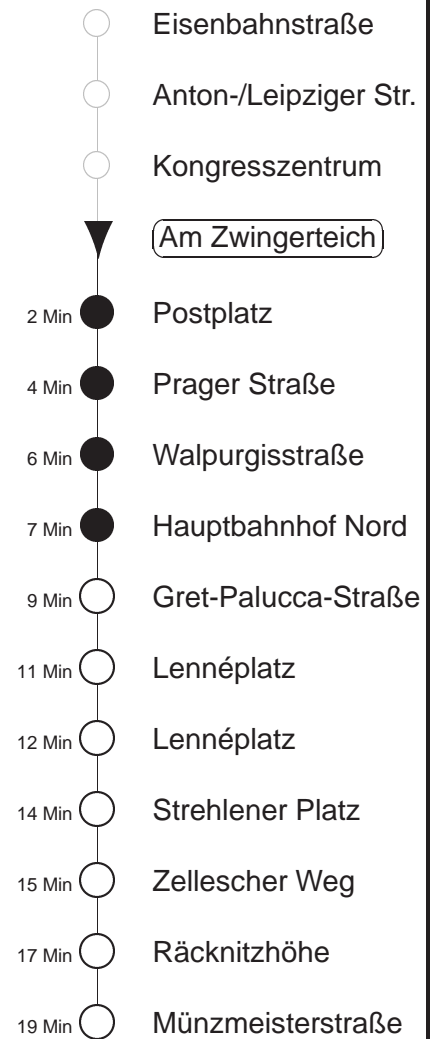 Eisenbahnstraße
Anton-/Leipziger Str.
Kongresszentrum
Am Zwingerteich
2 Min Postplatz
4 Min Prager Straße
6 Min Walpurgisstraße
7 Min Hauptbahnhof Nord
9 Min Gret-Palucca-Straße
11 Min Lennéplatz
12 Min Lennéplatz
14 Min Strehlener Platz
15 Min Zellescher Weg
17 Min Räcknitzhöhe
19 Min Münzmeisterstraße